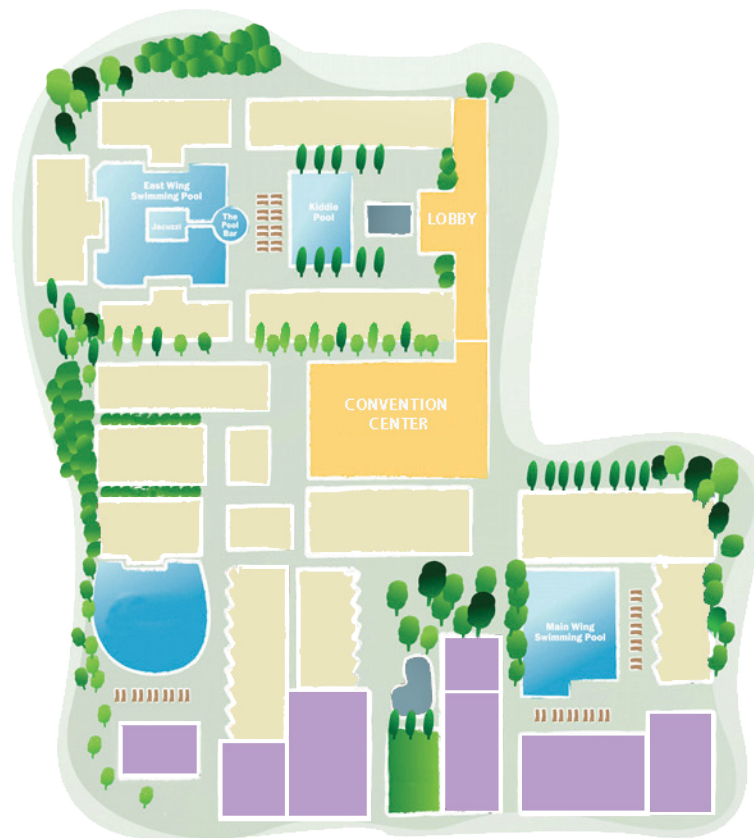 East Wing
Swimming Pool
Jacuzzi
The
Pool
Bar
Kiddie
Pool
LOBBY
CONVENTION
CENTER
Main Wing
Swimming Pool